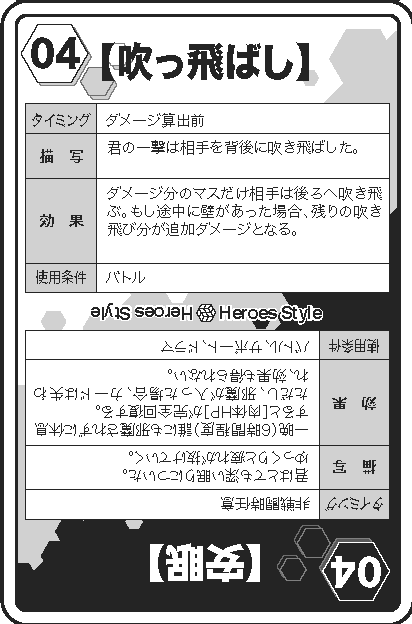 04【吹っ飛ばし】
タイミング ダメージ算出前
描 写 君の一撃は相手を背後に吹き飛ばした。
効 果 ダメージ分のマスだけ相手は後ろへ吹き飛
ぶ。もし途中に壁があった場合、残りの吹き
飛び分が追加ダメージとなる。
使用条件 バトル
Heroes Style Heroes Style
04【安眠】
タイミング 非戦闘時任意
描 写 君はとても深い眠りについた。
ゆっくりと疲れが抜けていく。
効 果 一晩(6時間程度)誰にも邪魔されずに休息
すると[肉体HP]が完全回復する。
ただし、邪魔が入った場合、カードは失わ
れ、効果も得られない。
使用条件 バトル、サポート、ドラマ